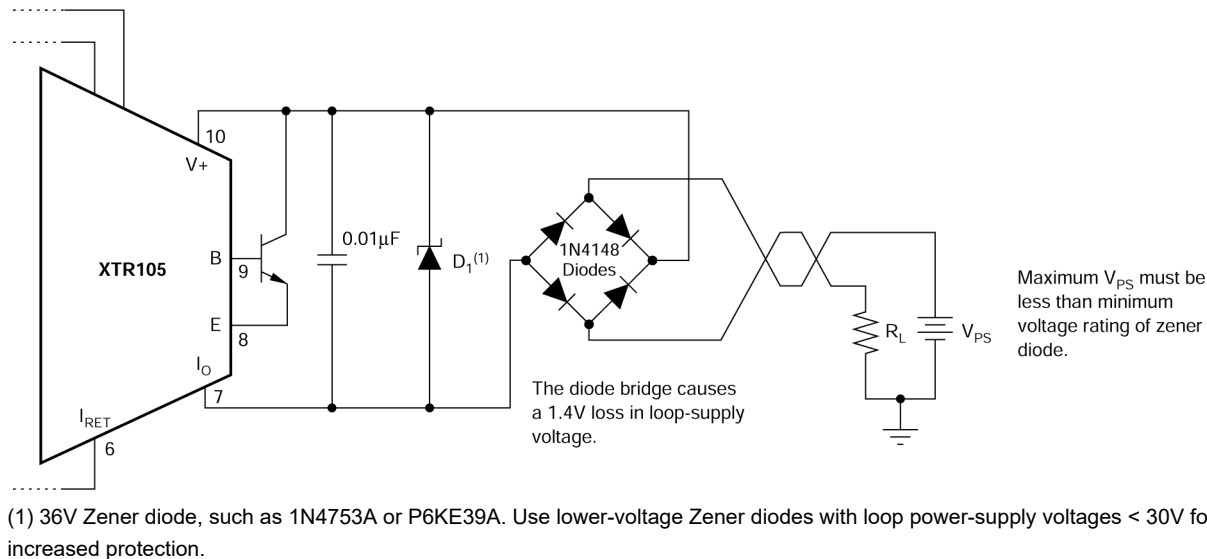 10
V+
XTR105
B
9
E
8
I_O
7
I_RET
6
0.01µF
D_1^(1)
1N4148
Diodes
The diode bridge causes
a 1.4V loss in loop-supply
voltage.
R_L
V_PS
Maximum V_PS must be
less than minimum
voltage rating of zener
diode.
(1) 36V Zener diode, such as 1N4753A or P6KE39A. Use lower-voltage Zener diodes with loop power-supply voltages < 30V fo
increased protection.